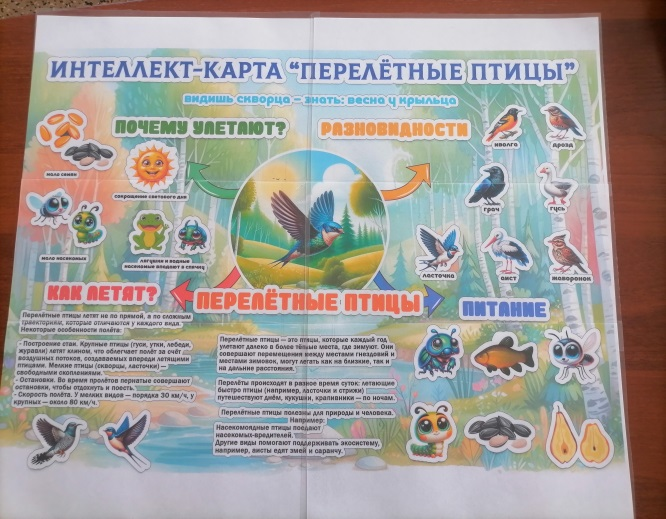 ИНТЕЛЛЕКТ-КАРТА "ПЕРЕЛЁТНЫЕ ПТИЦЫ"
видишь скворца - знать: весна у крыльца
ПОЧЕМУ УЛЕТАЮТ?
РАЗНОВИДНОСТИ
мало семян
сокращение светового дня
мало насекомых
лягушки и водные
насекомые впадают в спячку
иволга
дрозд
грач
гусь
ласточка
аист
жаворонок
КАК ЛЕТЯТ?
ПЕРЕЛЁТНЫЕ ПТИЦЫ
ПИТАНИЕ
Перелётные птицы летят не по прямой, а по сложным
траекториям, которые отличаются у каждого вида.
Некоторые особенности полёта:
- Построение стаи. Крупные птицы (гуси, утки, лебеди,
журавли) летят клином, что облегчает полёт за счёт
воздушных потоков, создаваемых впереди летящими
птицами. Мелкие птицы (скворцы, ласточки) —
свободными скоплениями.
- Остановки. Во время пролётов пернатые совершают
остановки, чтобы отдохнуть и поесть.
- Скорость полёта. У мелких видов — порядка 30 км/ч, у
крупных — около 80 км/ч.
Перелётные птицы — это птицы, которые каждый год
улетают далеко в более тёплые места, где зимуют. Они
совершают перемещения между местами гнездовий и
местами зимовок, могут летать как на близкие, так и
на дальние расстояния.
Перелёты происходят в разное время суток: летающие
быстро птицы (например, ласточки и стрижи)
путешествуют днём, кукушки, крапивники — по ночам.
Перелётные птицы полезны для природы и человека.
Например:
Насекомоядные птицы поедают
насекомых-вредителей.
Другие виды помогают поддерживать экосистему,
например, аисты едят змей и саранчу.